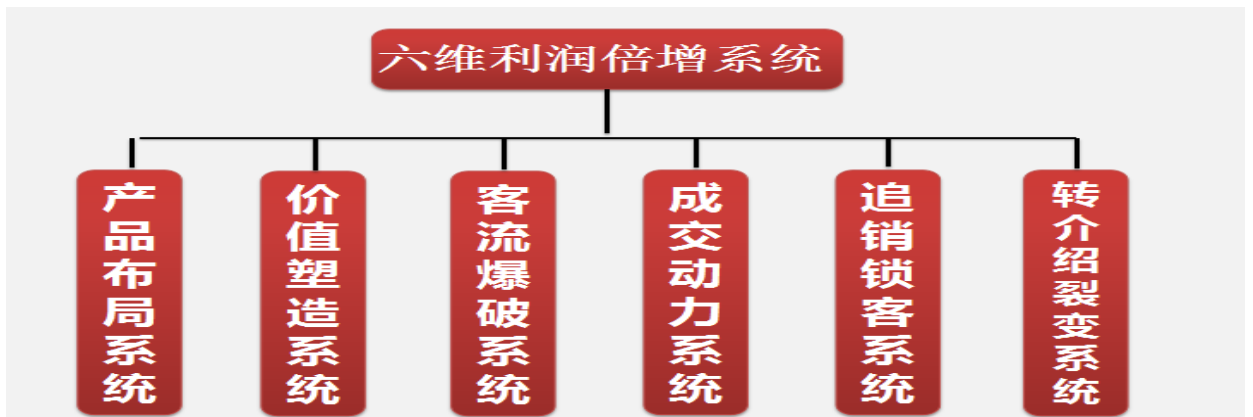 六维利润倍增系统
产品布局系统
价值塑造系统
客流爆破系统
成交动力系统
追销锁客系统
转介绍裂变系统